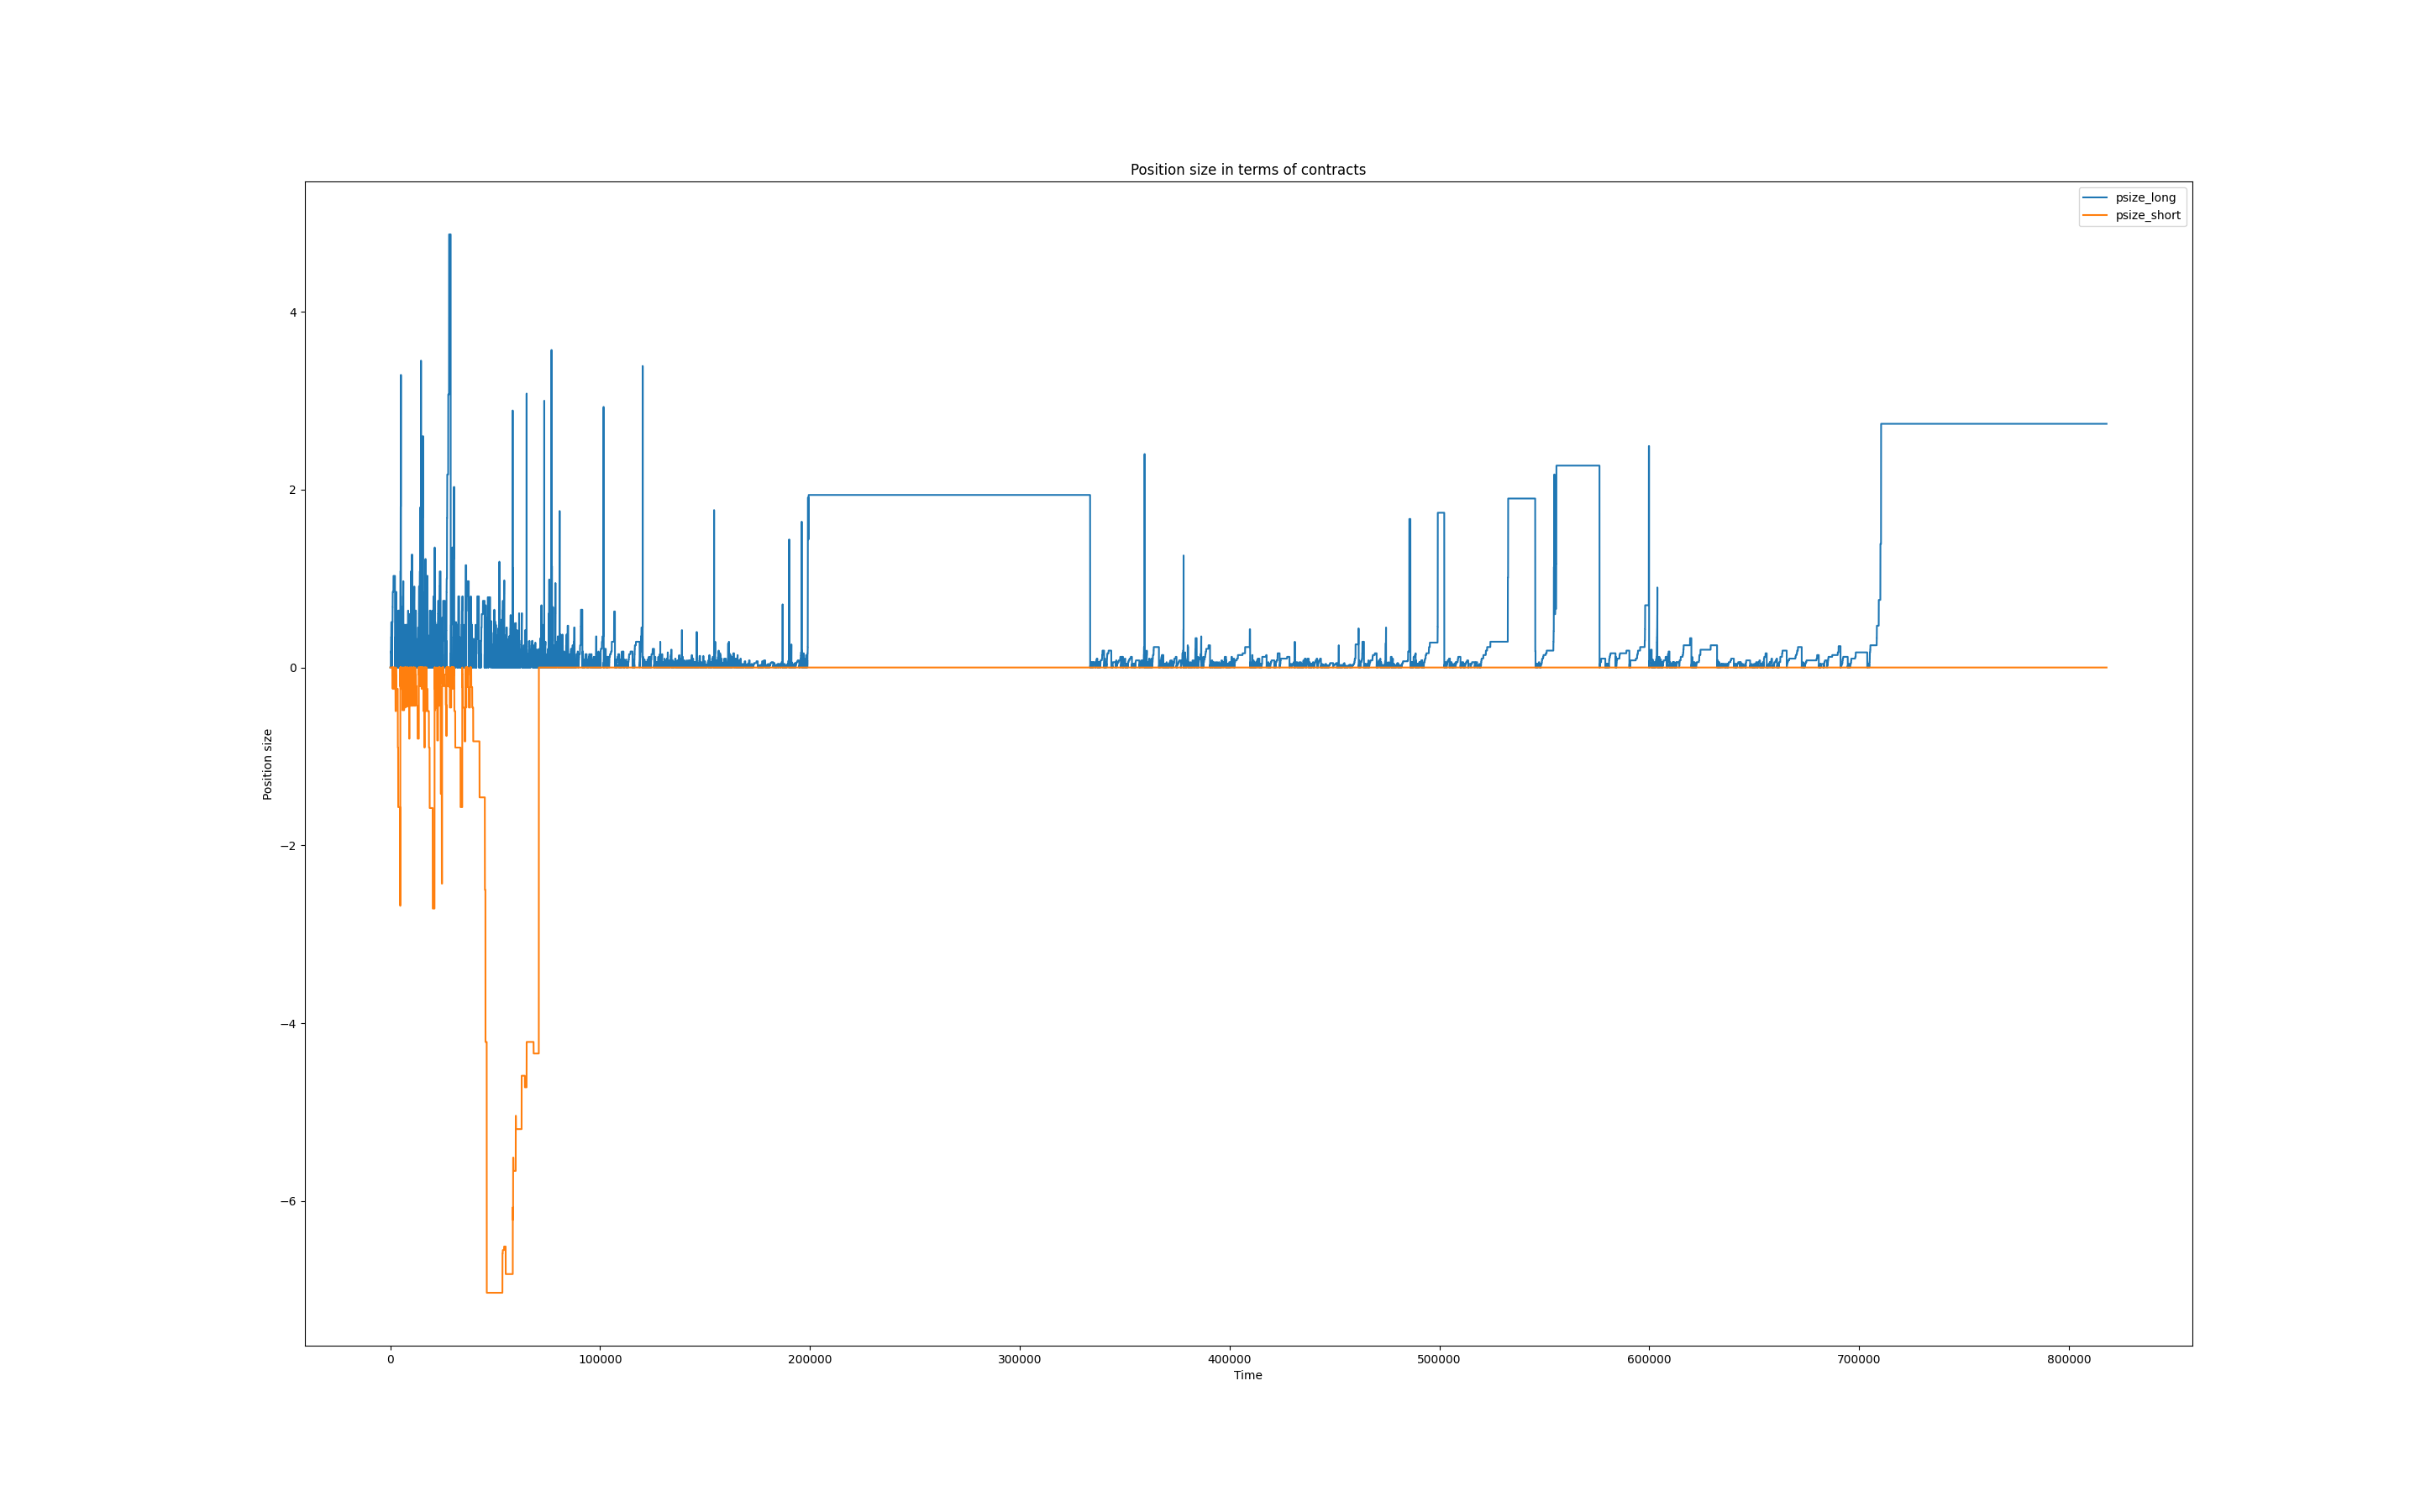 Position size in terms of contracts
psize_long
psize_short
4
2
0
−2
−4
−6
Position size
0 100000 200000 300000 400000 500000 600000 700000 800000
Time